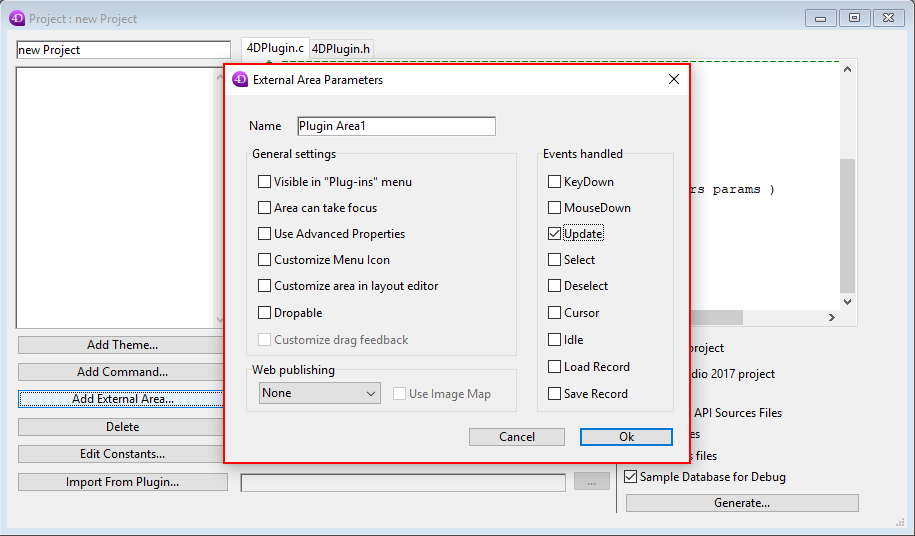 Project : new Project
new Project
4DPlugin.c
4DPlugin.h
External Area Parameters
Name
Plugin Area1
General settings
Visible in "Plug-ins" menu
Area can take focus
Use Advanced Properties
Customize Menu Icon
Customize area in layout editor
Dropable
Customize drag feedback
Web publishing
None
Use Image Map
Events handled
KeyDown
MouseDown
Update
Select
Deselect
Cursor
Idle
Load Record
Save Record
Cancel
Ok
params )
Add Theme...
Add Command...
Add External Area...
Delete
Edit Constants...
Import From Plugin...
...
project
2017 project
API Sources Files
files
Sample Database for Debug
Generate...